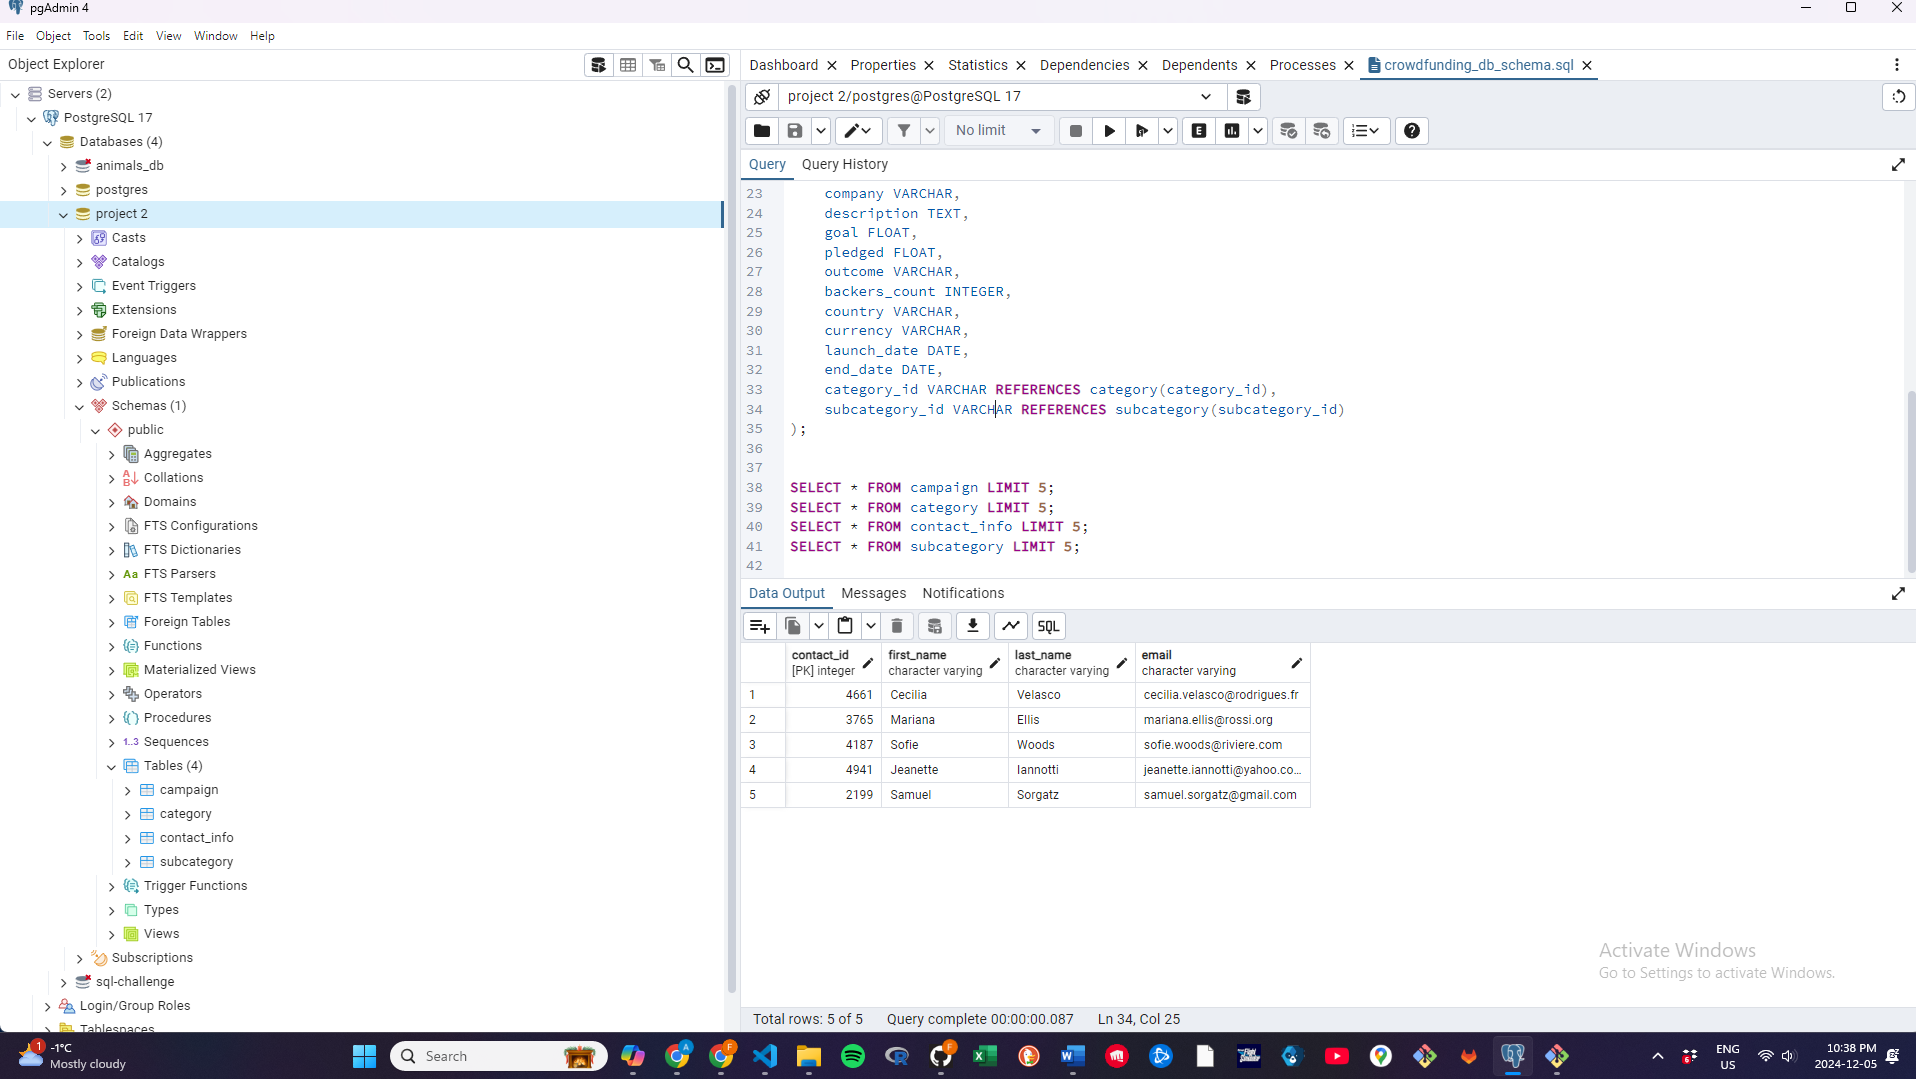 pgAdmin 4
File Object Tools Edit View Window Help
Object Explorer
Servers (2)
PostgreSQL 17
Databases (4)
animals_db
postgres
project 2
Casts
Catalogs
Event Triggers
Extensions
Foreign Data Wrappers
Languages
Publications
Schemas (1)
public
Aggregates
Collations
Domains
FTS Configurations
FTS Dictionaries
Aa FTS Parsers
FTS Templates
Foreign Tables
Functions
Materialized Views
Operators
Procedures
1..3 Sequences
Tables (4)
campaign
category
contact_info
subcategory
Trigger Functions
Types
Views
Subscriptions
sql-challenge
Login/Group Roles
Tablespaces
Dashboard Properties Statistics Dependencies Dependents Processes crowdfunding_db_schema.sql
project 2/postgres@PostgreSQL 17
No limit
E
Query Query History
23 company VARCHAR,
24 description TEXT,
25 goal FLOAT,
26 pledged FLOAT,
27 outcome VARCHAR,
28 backers_count INTEGER,
29 country VARCHAR,
30 currency VARCHAR,
31 launch_date DATE,
32 end_date DATE,
33 category_id VARCHAR REFERENCES category(category_id),
34 subcategory_id VARCHAR REFERENCES subcategory(subcategory_id)
35 );
36
37
38 SELECT * FROM campaign LIMIT 5;
39 SELECT * FROM category LIMIT 5;
40 SELECT * FROM contact_info LIMIT 5;
41 SELECT * FROM subcategory LIMIT 5;
42
Data Output Messages Notifications
SQL
contact_id first_name last_name email
[PK] integer character varying character varying character varying
1 4661 Cecilia Velasco cecilia.velasco@rodrigues.fr
2 3765 Mariana Ellis mariana.ellis@rossi.org
3 4187 Sofie Woods sofie.woods@riviere.com
4 4941 Jeanette Iannotti jeanette.iannotti@yahoo.co...
5 2199 Samuel Sorgatz samuel.sorgatz@gmail.com
Activate Windows
Go to Settings to activate Windows.
Total rows: 5 of 5 Query complete 00:00:00.087 Ln 34, Col 25
1
-1°C
Mostly cloudy
Search
A
F
F
6
ENG
US
10:38 PM
2024-12-05